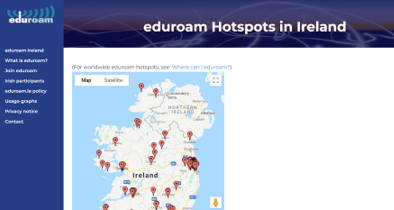 eduroam
eduroam Hotspots in Ireland
eduroam Ireland
What is eduroam?
Join eduroam
Irish participants
eduroam.ie policy
Usage graphs
Privacy notice
Contact
(For worldwide eduroam hotspots, see: Where can I eduroam?)
Map Satellite
NORTHERN
IRELAND
Ireland